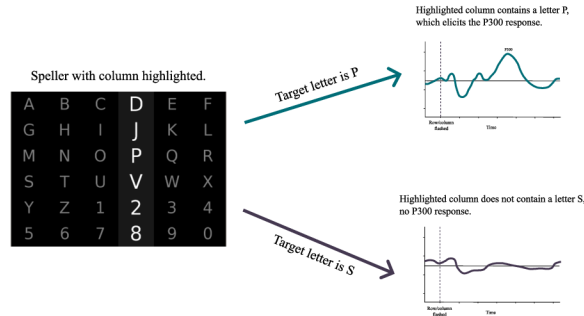 Speller with column highlighted.
A B C D E F
G H I J K L
M N O P Q R
S T U V W X
Y Z 1 2 3 4
5 6 7 8 9 0
Target letter is P
Target letter is S
Highlighted column contains a letter P,
which elicits the P300 response.
P300
Row/column
flashed
Time
Highlighted column does not contain a letter S,
no P300 response.
Row/column
flashed
Time